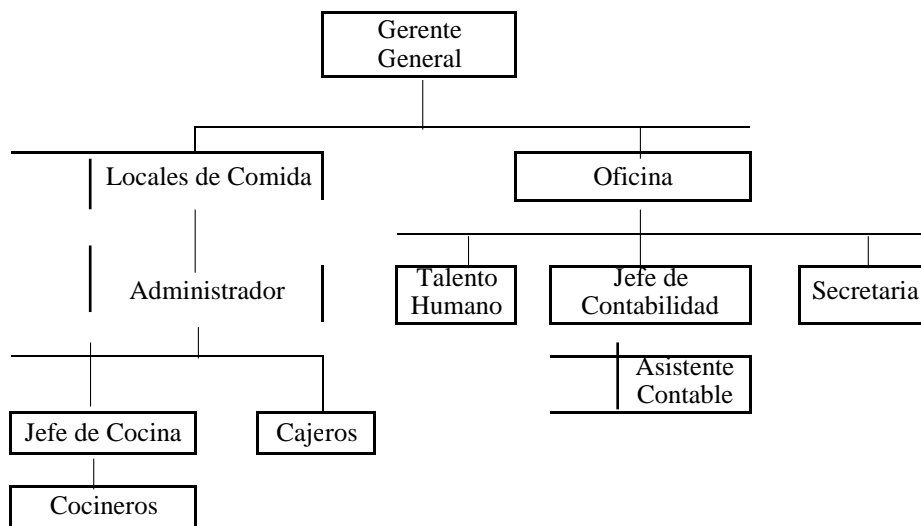 Gerente
General
Locales de Comida
Oficina
Administrador
Talento
Humano
Jefe de
Contabilidad
Secretaria
Asistente
Contable
Jefe de Cocina
Cajeros
Cocineros